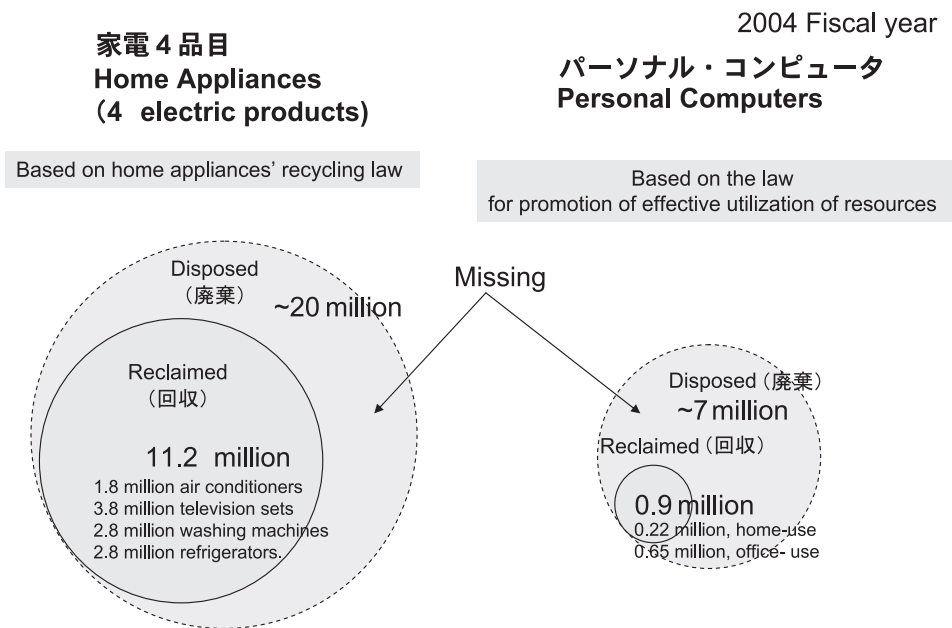 2004 Fiscal year
家電４品目
Home Appliances
(4 electric products)
パーソナル・コンピュータ
Personal Computers
Based on home appliances’ recycling law
Based on the law
for promotion of effective utilization of resources
Disposed
（廃棄）
~20 million
Missing
Reclaimed
（回収）
11.2 million
1.8 million air conditioners
3.8 million television sets
2.8 million washing machines
2.8 million refrigerators.
Disposed（廃棄）
~7 million
Reclaimed（回収）
0.9 million
0.22 million, home-use
0.65 million, office- use